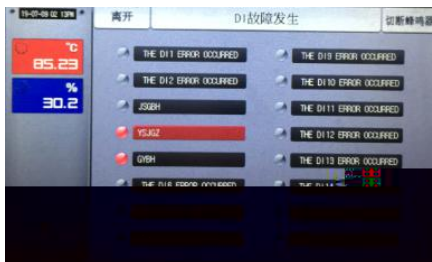 19-07-09 02 13PM
离开
DI故障发生
切断蜂鸣器
℃
85.23
%
30.2
THE DI1 ERROR OCCURRED
THE DI2 ERROR OCCURRED
JSGBH
YSJGZ
GYBH
THE DI9 ERROR OCCURRED
THE DI10 ERROR OCCURRED
THE DI11 ERROR OCCURRED
THE DI12 ERROR OCCURRED
THE DI13 ERROR OCCURRED